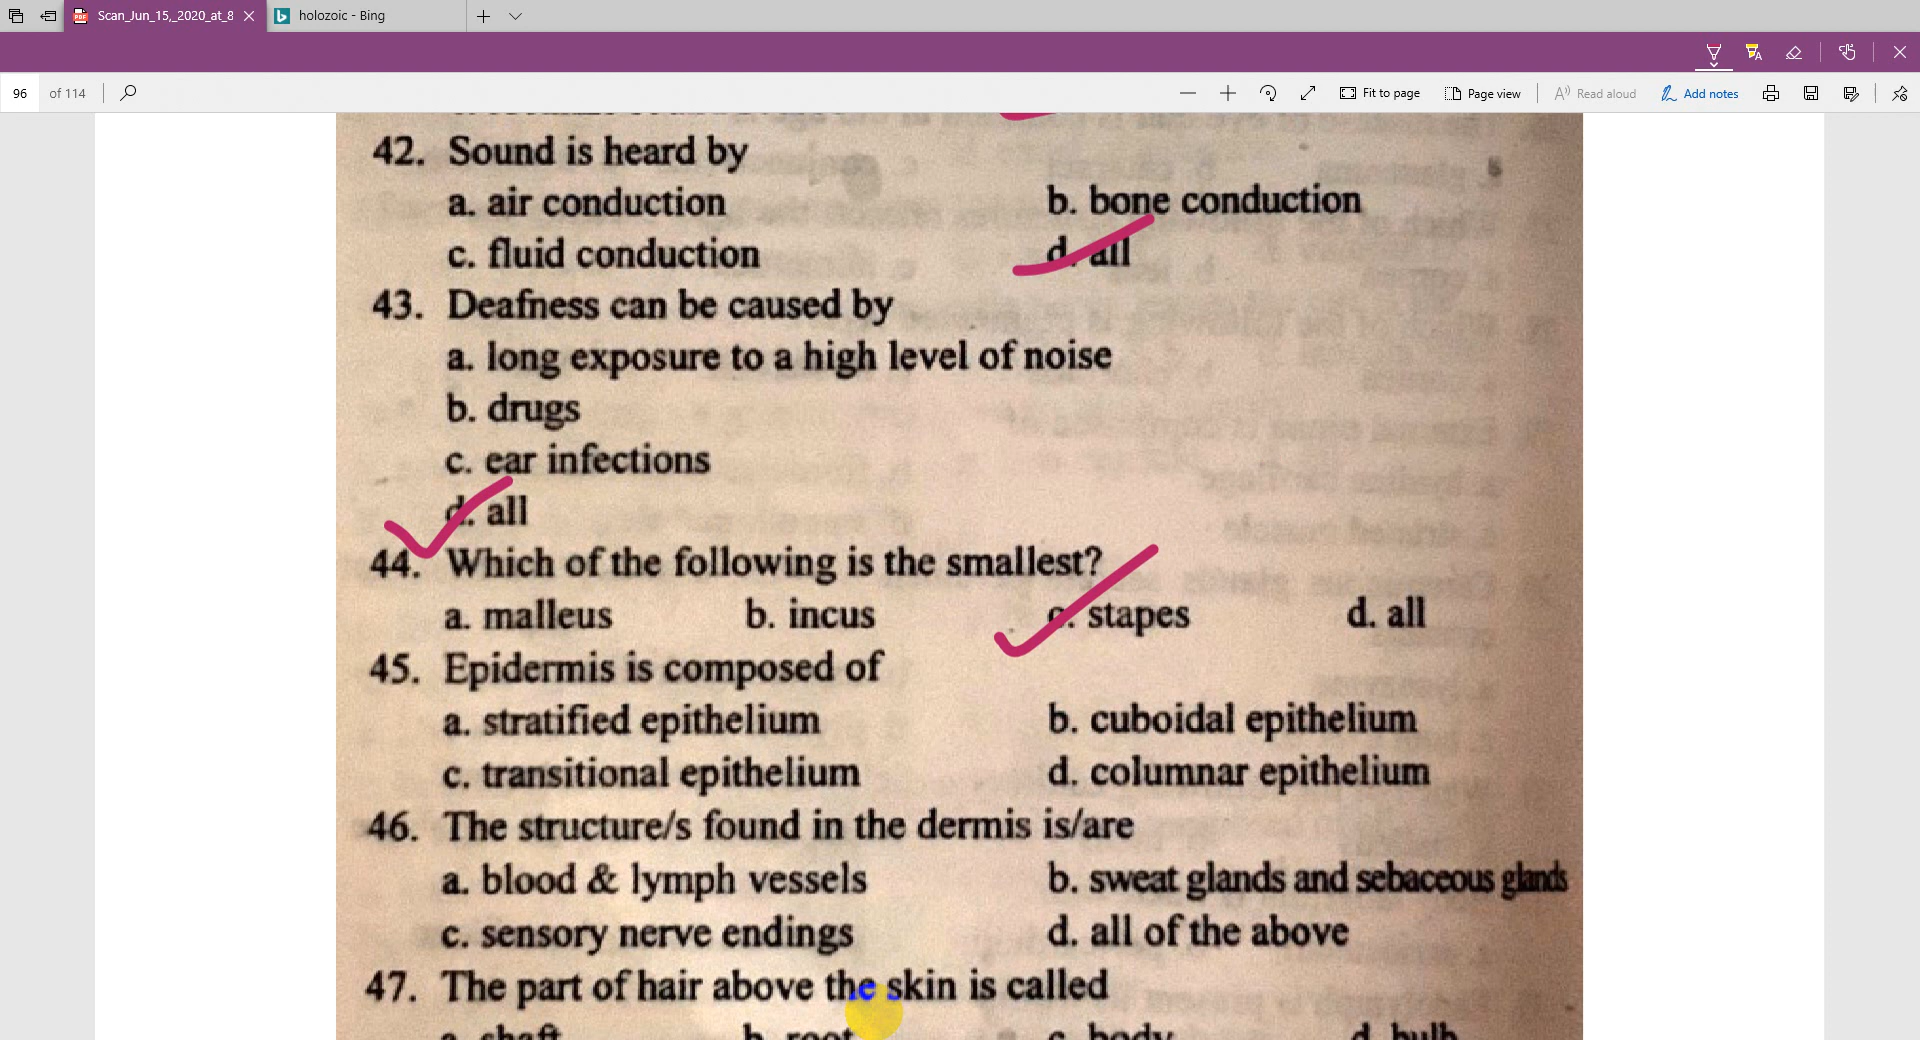 Scan_Jun_15,_2020_at_8
holozoic - Bing
96 of 114
Fit to page
Page view
Read aloud
Add notes
42. Sound is heard by
a. air conduction b. bone conduction
c. fluid conduction d. all
43. Deafness can be caused by
a. long exposure to a high level of noise
b. drugs
c. ear infections
d. all
44. Which of the following is the smallest?
a. malleus b. incus c. stapes d. all
45. Epidermis is composed of
a. stratified epithelium b. cuboidal epithelium
c. transitional epithelium d. columnar epithelium
46. The structure/s found in the dermis is/are
a. blood & lymph vessels b. sweat glands and sebaceous glands
c. sensory nerve endings d. all of the above
47. The part of hair above the skin is called
a. shaft b. root c. body d. bulb